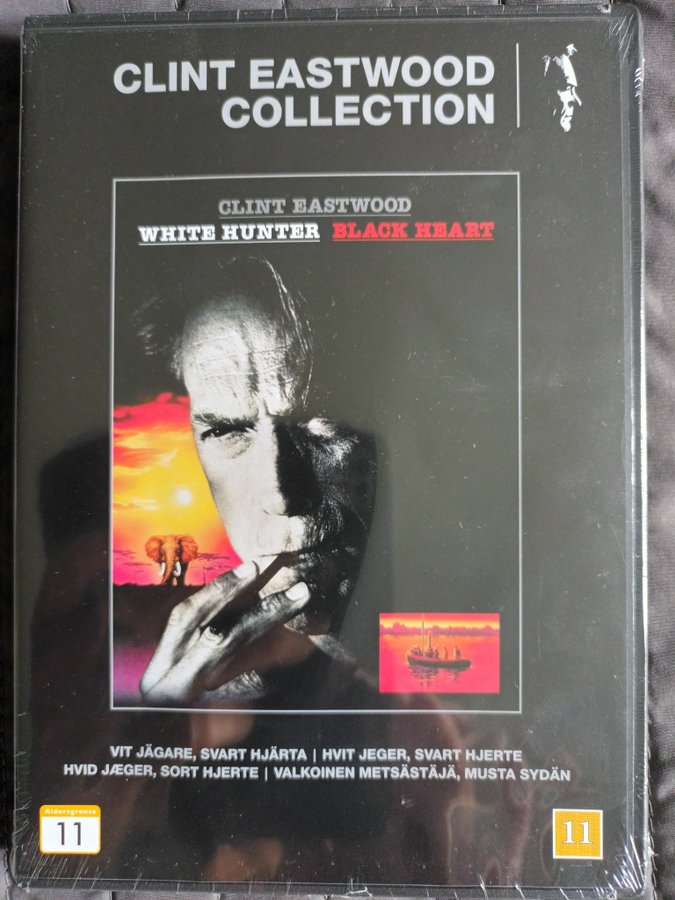 CLINT EASTWOOD
COLLECTION
CLINT EASTWOOD
WHITE HUNTER BLACK HEART
VIT JÄGARE, SVART HJÄRTA | HVIT JEGER, SVART HJERTE
HVID JÆGER, SORT HJERTE | VALKOINEN METSÄSTÄJÄ, MUSTA SYDÄN
Aldersgrense
11
11